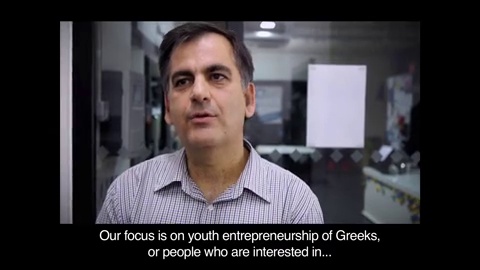 Our focus is on youth entrepreneurship of Greeks,
or people who are interested in...